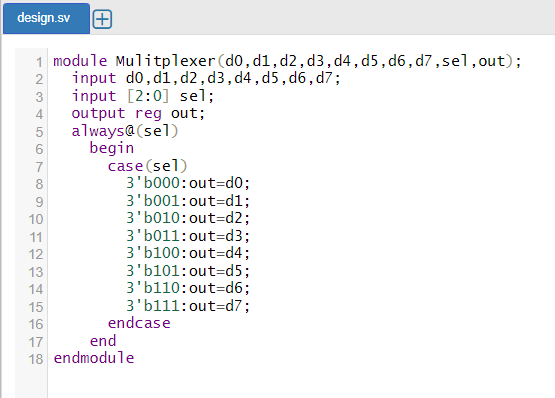 design.sv
1 module Mulitplexer(d0,d1,d2,d3,d4,d5,d6,d7,sel,out);
2   input d0,d1,d2,d3,d4,d5,d6,d7;
3   input [2:0] sel;
4   output reg out;
5   always@(sel)
6     begin
7       case(sel)
8         3'b000:out=d0;
9         3'b001:out=d1;
10         3'b010:out=d2;
11         3'b011:out=d3;
12         3'b100:out=d4;
13         3'b101:out=d5;
14         3'b110:out=d6;
15         3'b111:out=d7;
16       endcase
17     end
18 endmodule